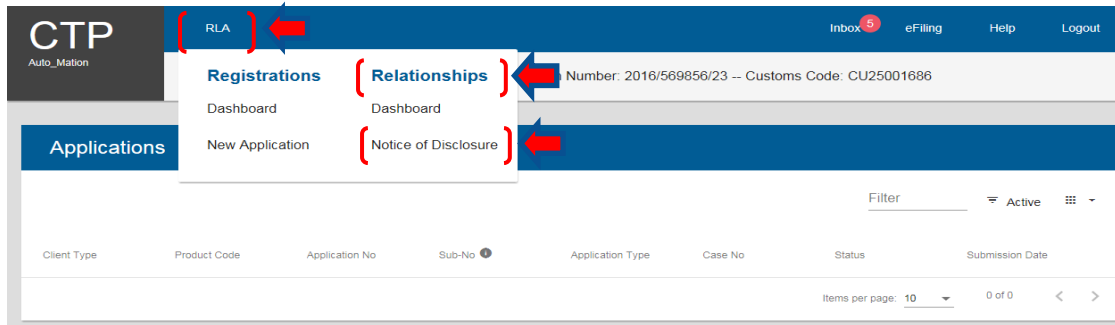 CTP
Auto_Mation
RLA
Inbox 5
eFiling
Help
Logout
Registrations
Relationships
Number: 2016/569856/23 -- Customs Code: CU25001686
Dashboard
Dashboard
New Application
Notice of Disclosure
Applications
Filter
Active
Client Type
Product Code
Application No
Sub-No
Application Type
Case No
Status
Submission Date
Items per page: 10
0 of 0